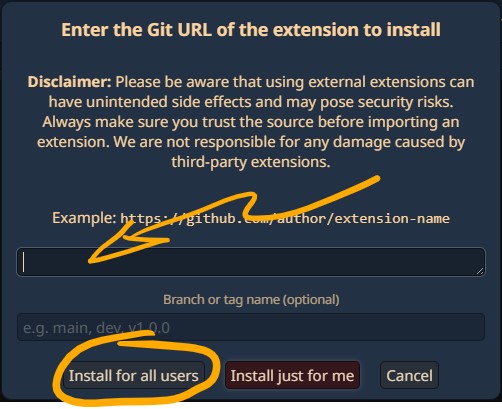 Enter the Git URL of the extension to install
Disclaimer: Please be aware that using external extensions can
have unintended side effects and may pose security risks.
Always make sure you trust the source before importing an
extension. We are not responsible for any damage caused by
third-party extensions.
Example: https://github.com/author/extension-name
Branch or tag name (optional)
e.g. main, dev, v1.0.0
Install for all users
Install just for me
Cancel